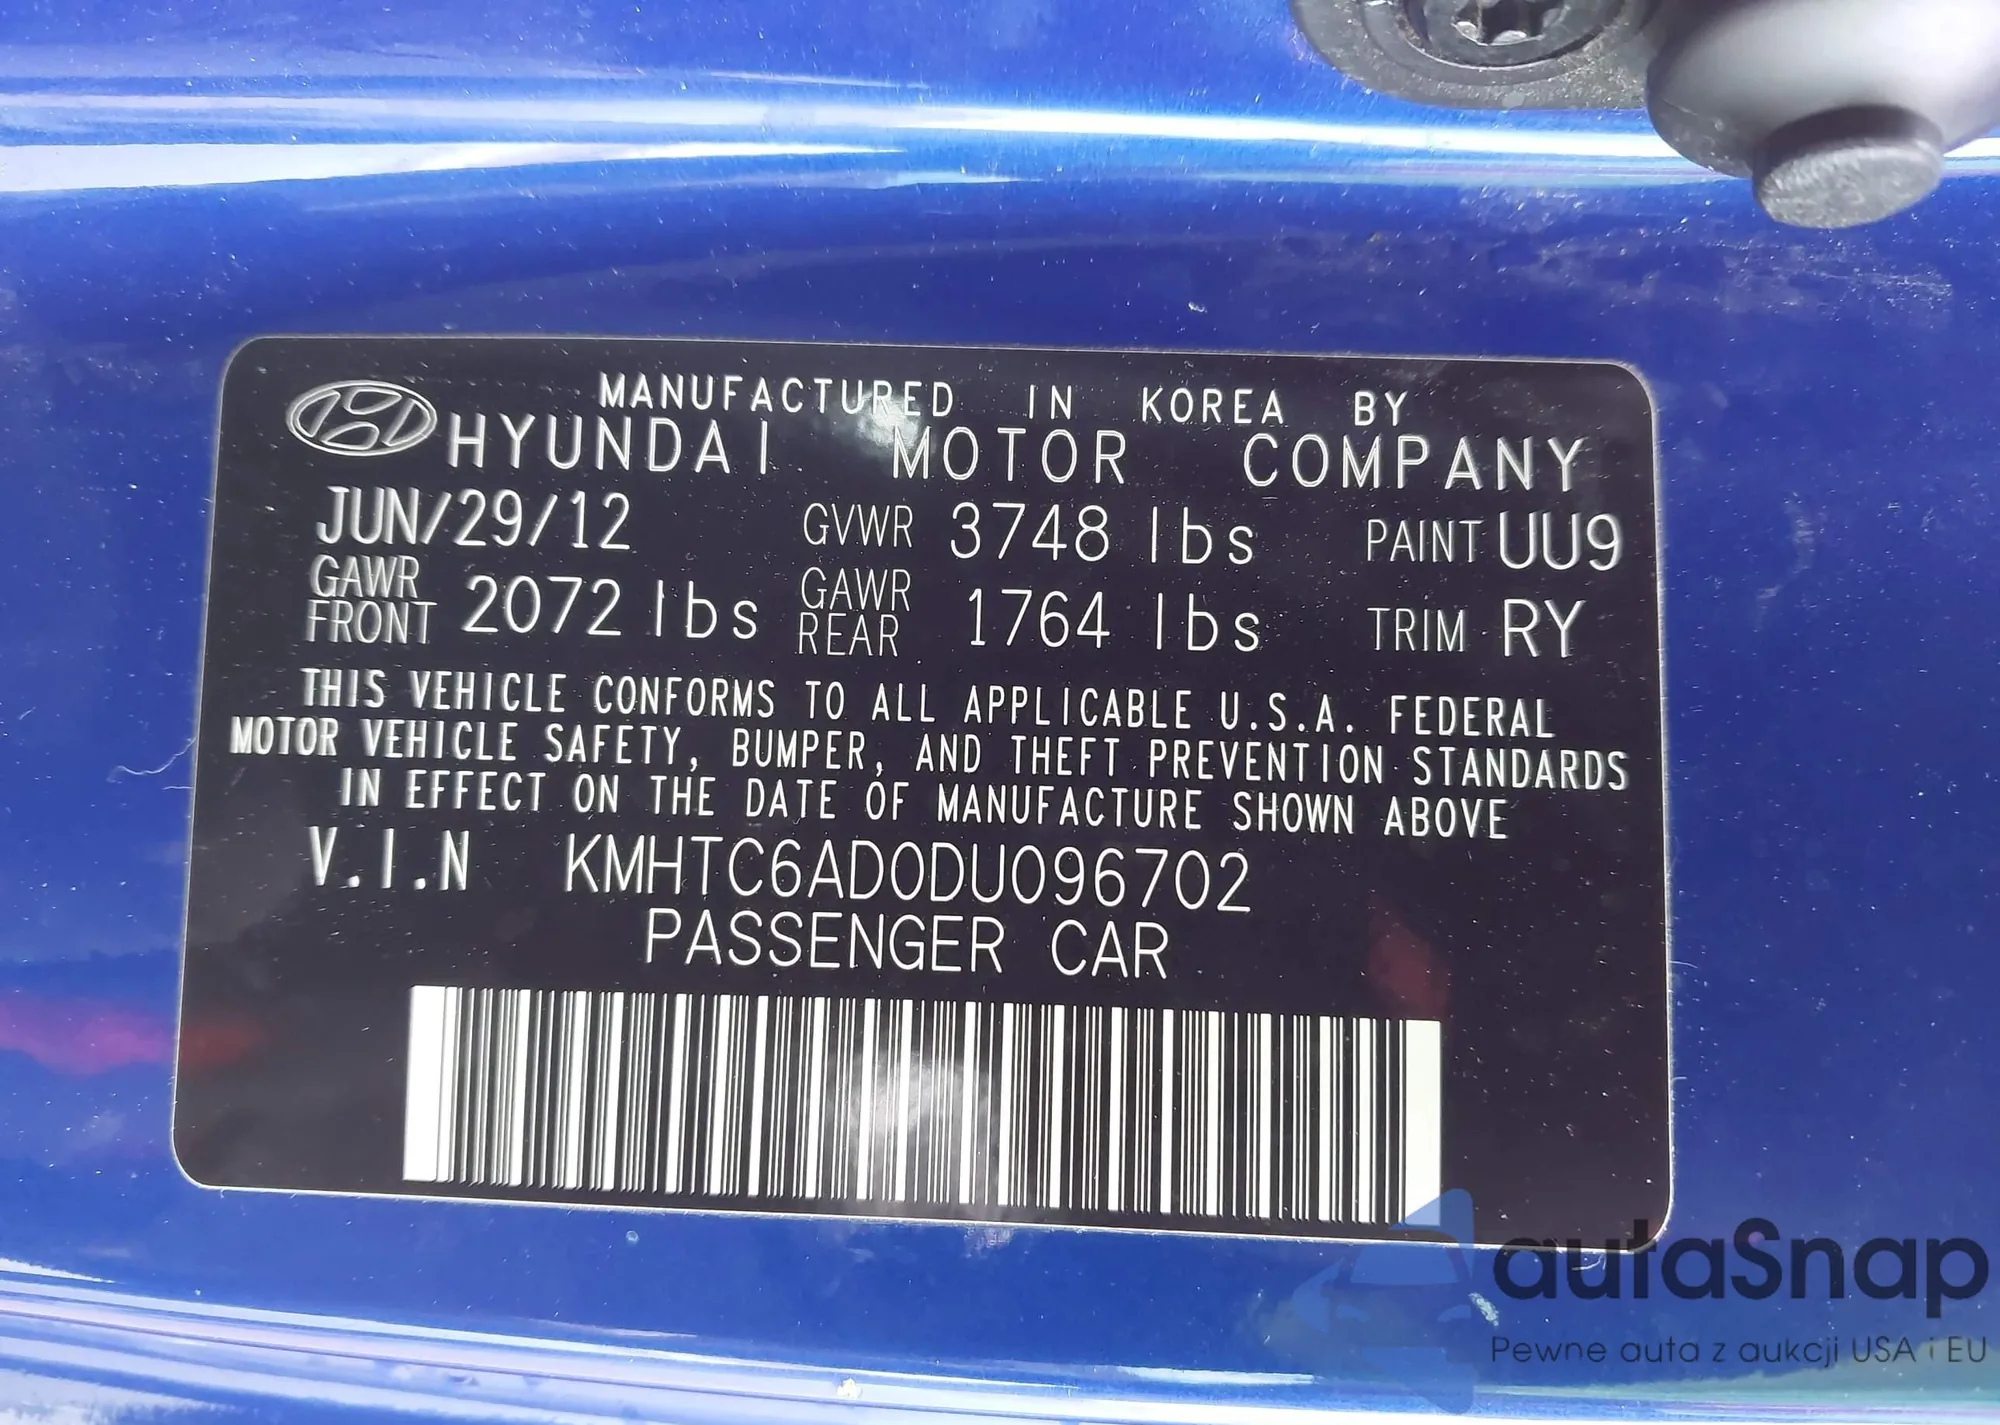 MANUFACTURED IN KOREA BY
HYUNDAI MOTOR COMPANY
JUN/29/12 GVWR 3748 lbs PAINT UU9
GAWR FRONT 2072 lbs GAWR REAR 1764 lbs TRIM RY
THIS VEHICLE CONFORMS TO ALL APPLICABLE U.S.A. FEDERAL
MOTOR VEHICLE SAFETY, BUMPER, AND THEFT PREVENTION STANDARDS
IN EFFECT ON THE DATE OF MANUFACTURE SHOWN ABOVE
V.I.N KMHTC6AD0DU096702
PASSENGER CAR
autaSnap
Pewne auta z aukcji USA i EU